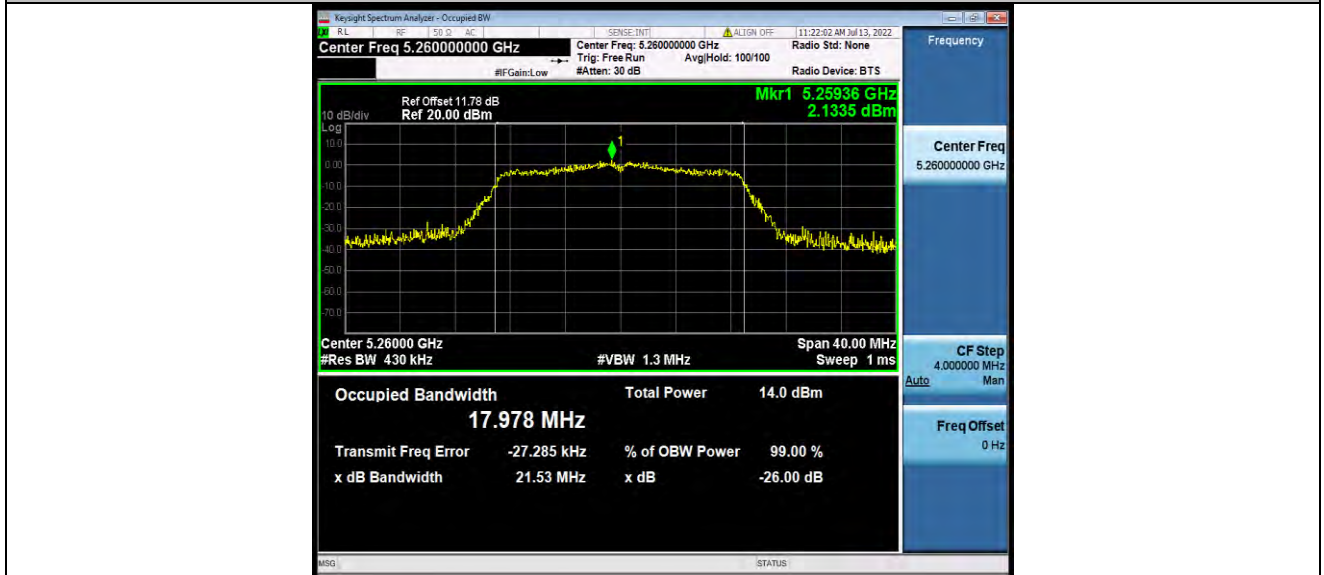 Keysight Spectrum Analyzer - Occupied BW
RL RF 50 Ω AC SENSE:INT ALIGN OFF 11:22:02 AM Jul 13, 2022
Center Freq 5.260000000 GHz
Center Freq: 5.260000000 GHz
Radio Std: None
Trig: Free Run Avg|Hold: 100/100
#IFGain:Low #Atten: 30 dB Radio Device: BTS
Frequency
Mkr1 5.25936 GHz
2.1335 dBm
Ref Offset 11.78 dB
10 dB/div Ref 20.00 dBm
Log
10.0
0.00
-10.0
-20.0
-30.0
-40.0
-50.0
-60.0
-70.0
1
Center 5.26000 GHz Span 40.00 MHz
#Res BW 430 kHz #VBW 1.3 MHz Sweep 1 ms
Center Freq
5.260000000 GHz
CF Step
4.000000 MHz
Auto Man
Freq Offset
0 Hz
Occupied Bandwidth Total Power 14.0 dBm
17.978 MHz
Transmit Freq Error -27.285 kHz % of OBW Power 99.00 %
x dB Bandwidth 21.53 MHz x dB -26.00 dB
MSG STATUS